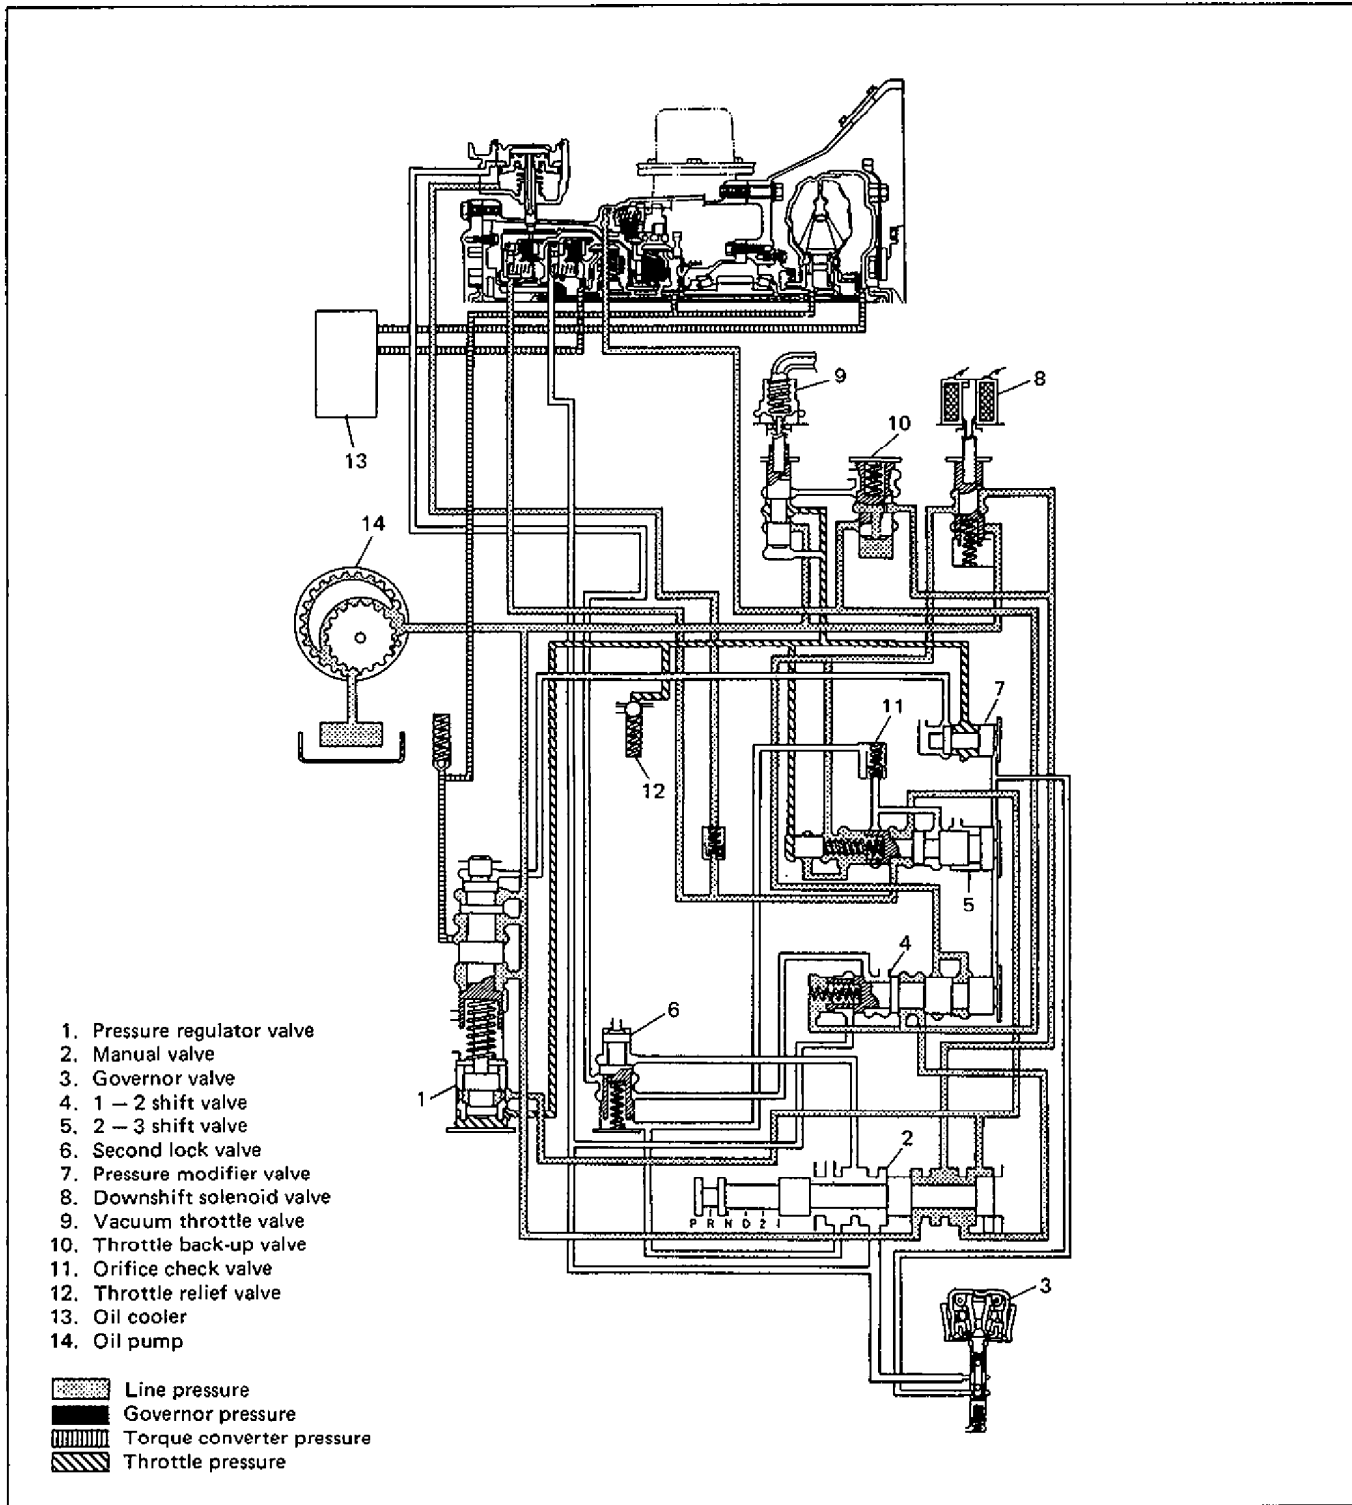 9
8
10
13
14
7
11
12
5
4
6
1
2
P R N D 2 1
3
1. Pressure regulator valve
2. Manual valve
3. Governor valve
4. 1 – 2 shift valve
5. 2 – 3 shift valve
6. Second lock valve
7. Pressure modifier valve
8. Downshift solenoid valve
9. Vacuum throttle valve
10. Throttle back-up valve
11. Orifice check valve
12. Throttle relief valve
13. Oil cooler
14. Oil pump
Line pressure
Governor pressure
Torque converter pressure
Throttle pressure